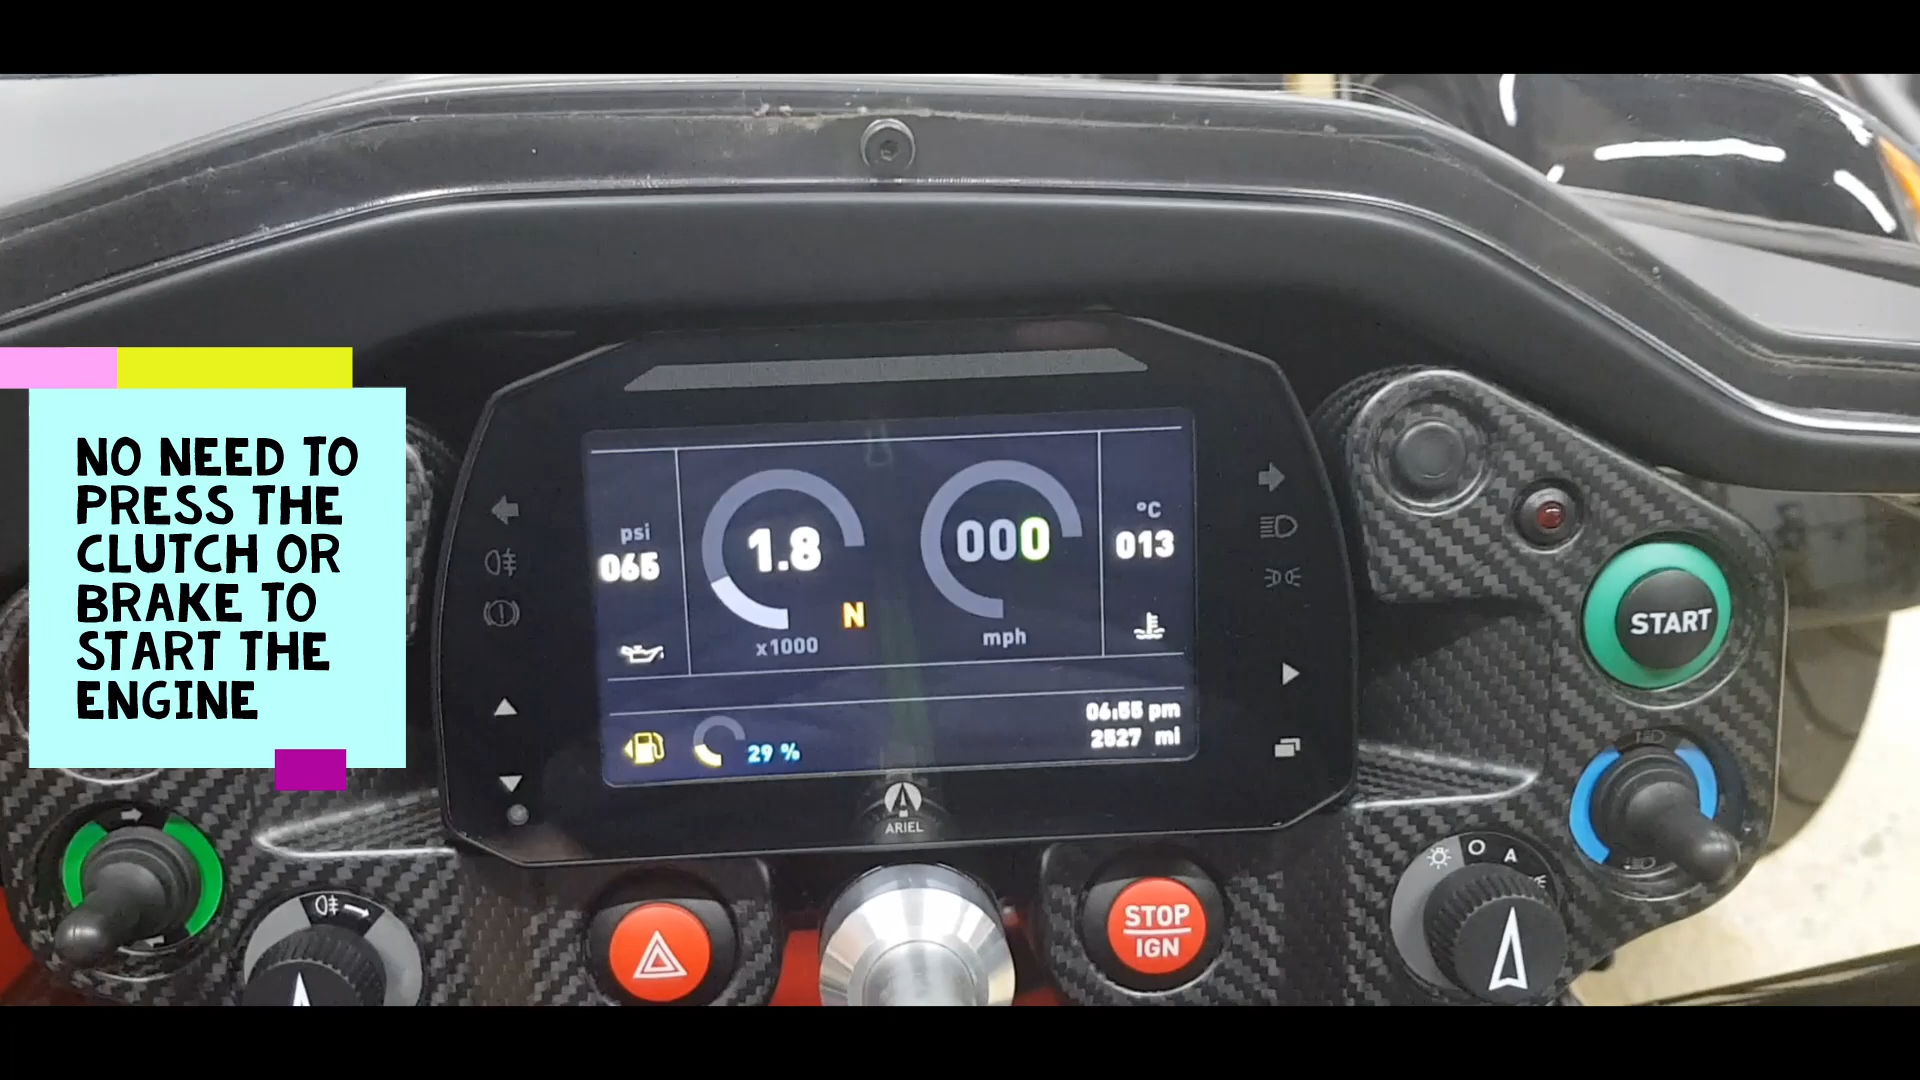 NO NEED TO
PRESS THE
CLUTCH OR
BRAKE TO
START THE
ENGINE
psi
065
1.8
x1000
N
000
mph
°C
013
29 %
06:55 pm
2527 mi
ARIEL
START
STOP
IGN
O A